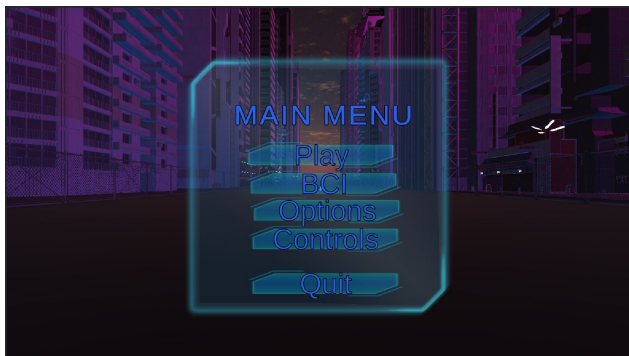 MAIN MENU
Play
BCI
Options
Controls
Quit